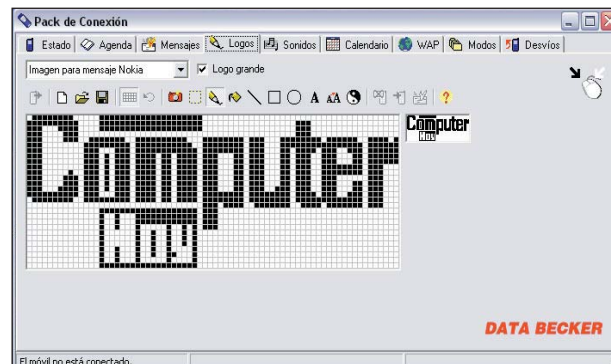 Pack de Conexión
Estado Agenda Mensajes Logos Sonidos Calendario WAP Modos Desvíos
Imagen para mensaje Nokia Logo grande
A AA ?
Computer
Hoy
Computer
Hoy
DATA BECKER
El móvil no está conectado.